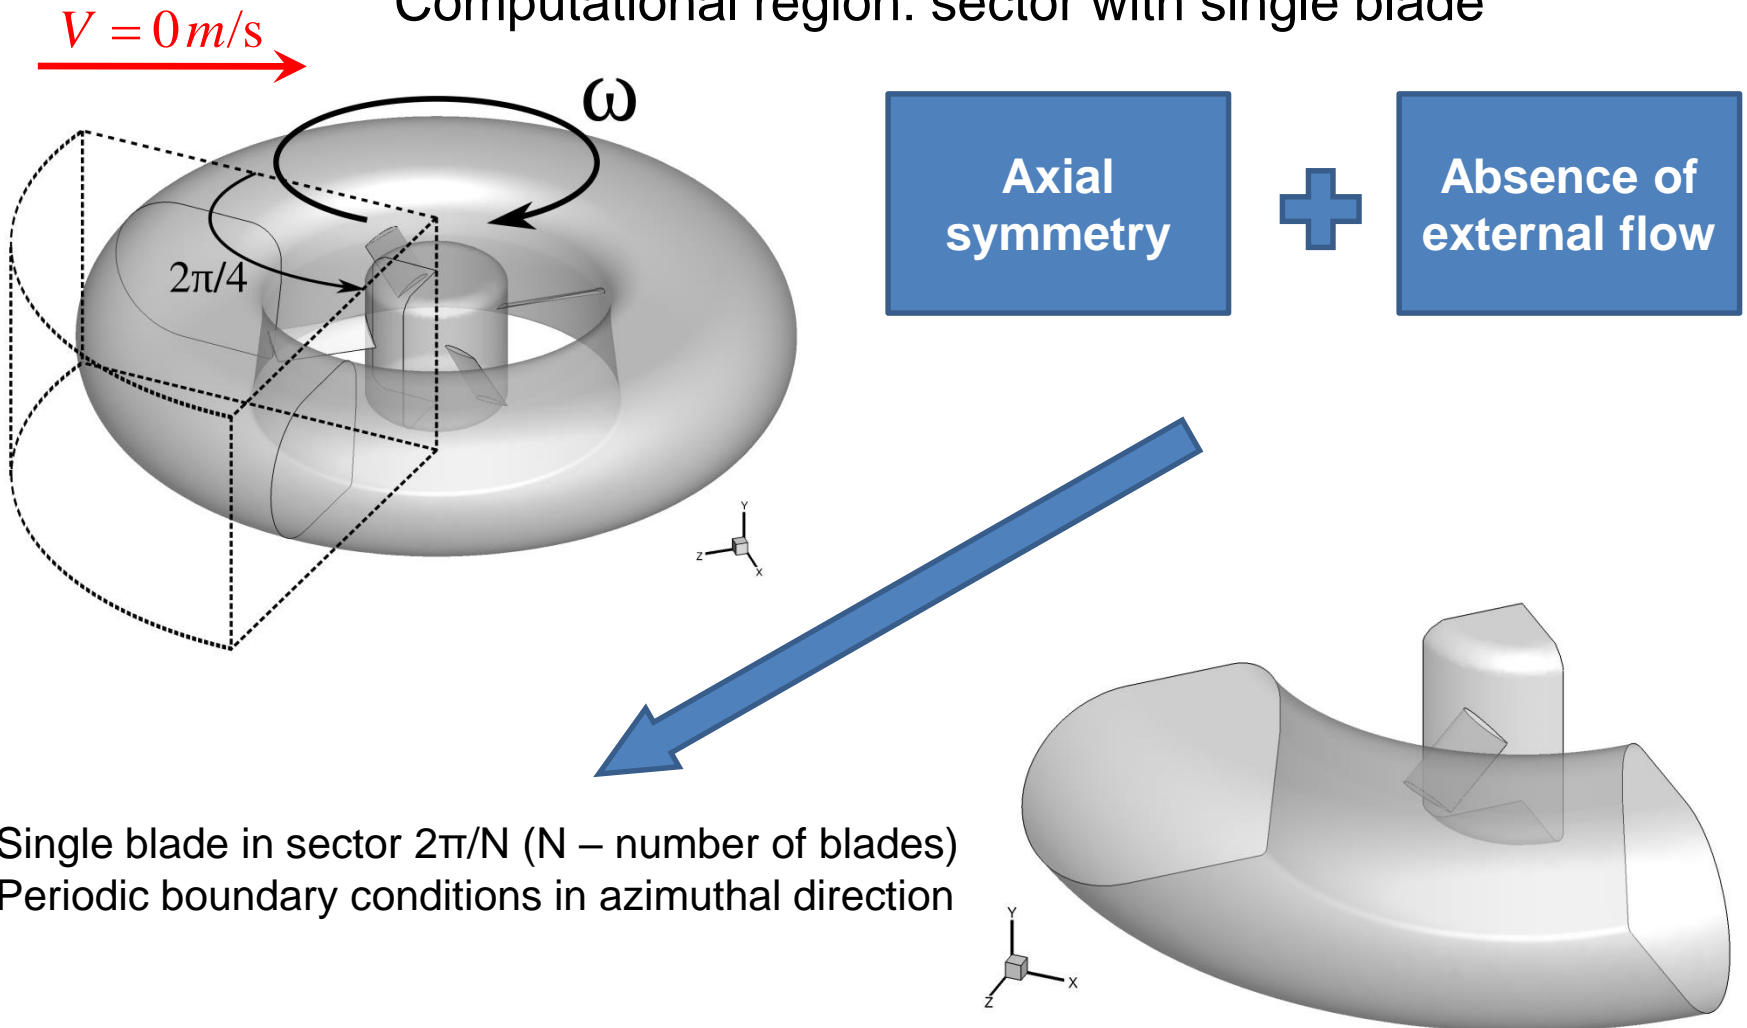 Computational region: sector with single blade
V = 0 m/s
ω
2π/4
Axial
symmetry
Absence of
external flow
Y
Z
X
Single blade in sector 2π/N (N – number of blades)
Periodic boundary conditions in azimuthal direction
Y
X
Z